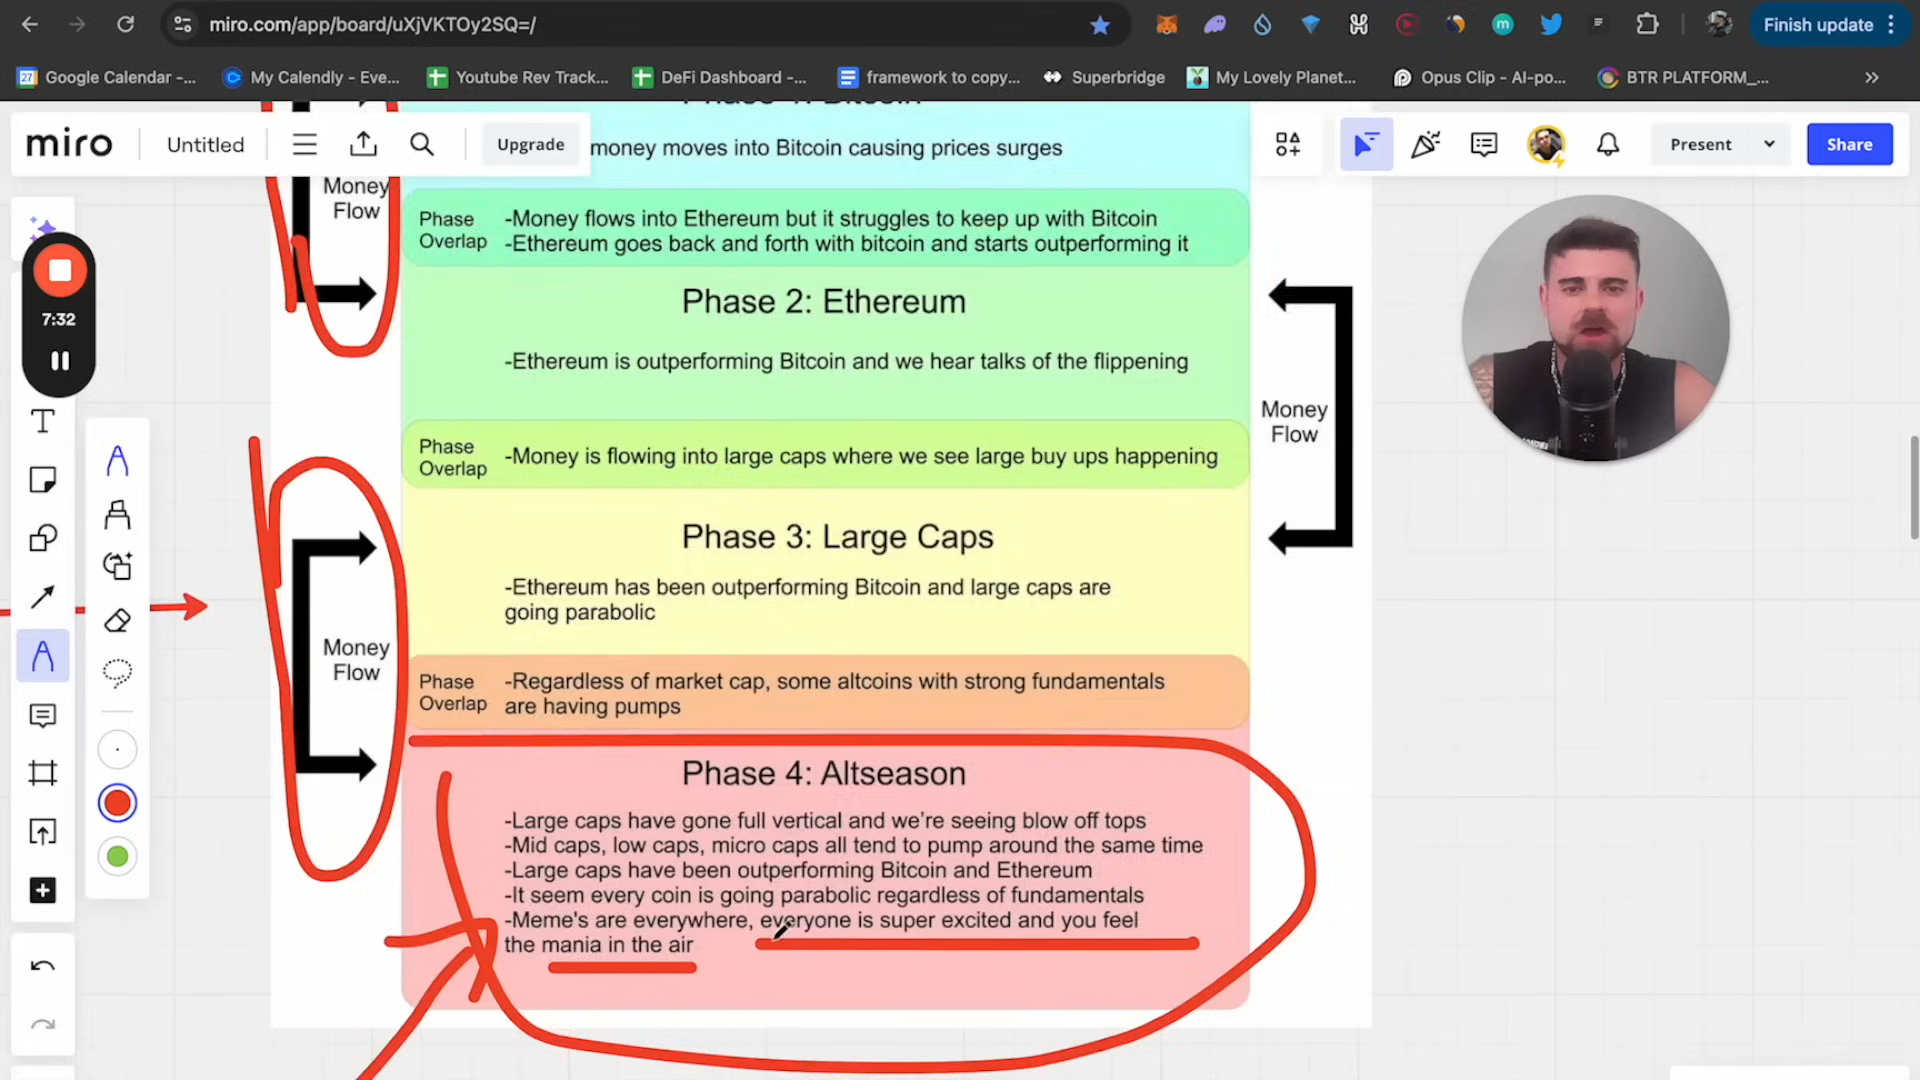 miro.com/app/board/uXjVKTOy2SQ=/
Finish update
27 Google Calendar -...
My Calendly - Eve...
Youtube Rev Track...
DeFi Dashboard -...
framework to copy...
Superbridge
My Lovely Planet...
Opus Clip - AI-po...
BTR PLATFORM_...
miro
Untitled
Upgrade
Present
Share
money moves into Bitcoin causing prices surges
Money
Flow
Phase
Overlap
-Money flows into Ethereum but it struggles to keep up with Bitcoin
-Ethereum goes back and forth with bitcoin and starts outperforming it
7:32
Phase 2: Ethereum
-Ethereum is outperforming Bitcoin and we hear talks of the flippening
Money
Flow
Phase
Overlap
-Money is flowing into large caps where we see large buy ups happening
Phase 3: Large Caps
-Ethereum has been outperforming Bitcoin and large caps are
going parabolic
Money
Flow
Phase
Overlap
-Regardless of market cap, some altcoins with strong fundamentals
are having pumps
Phase 4: Altseason
-Large caps have gone full vertical and we're seeing blow off tops
-Mid caps, low caps, micro caps all tend to pump around the same time
-Large caps have been outperforming Bitcoin and Ethereum
-It seem every coin is going parabolic regardless of fundamentals
-Meme's are everywhere, everyone is super excited and you feel
the mania in the air